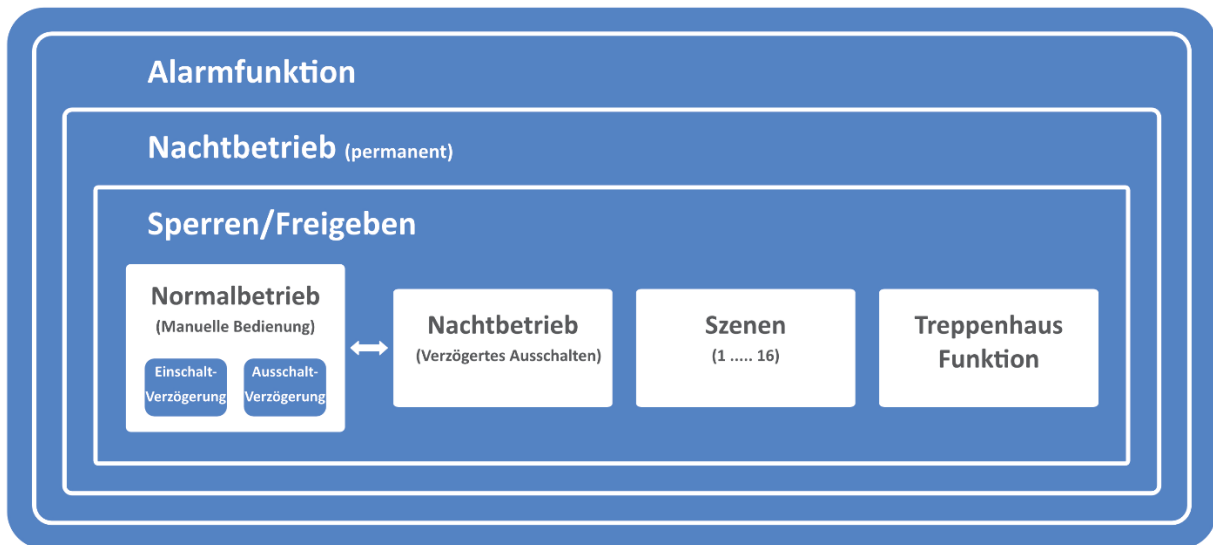 Alarmfunktion
Nachtbetrieb (permanent)
Sperren/Freigeben
Normalbetrieb
(Manuelle Bedienung)
Einschalt-
Verzögerung
Ausschalt-
Verzögerung
Nachtbetrieb
(Verzögertes Ausschalten)
Szenen
(1 ..... 16)
Treppenhaus
Funktion